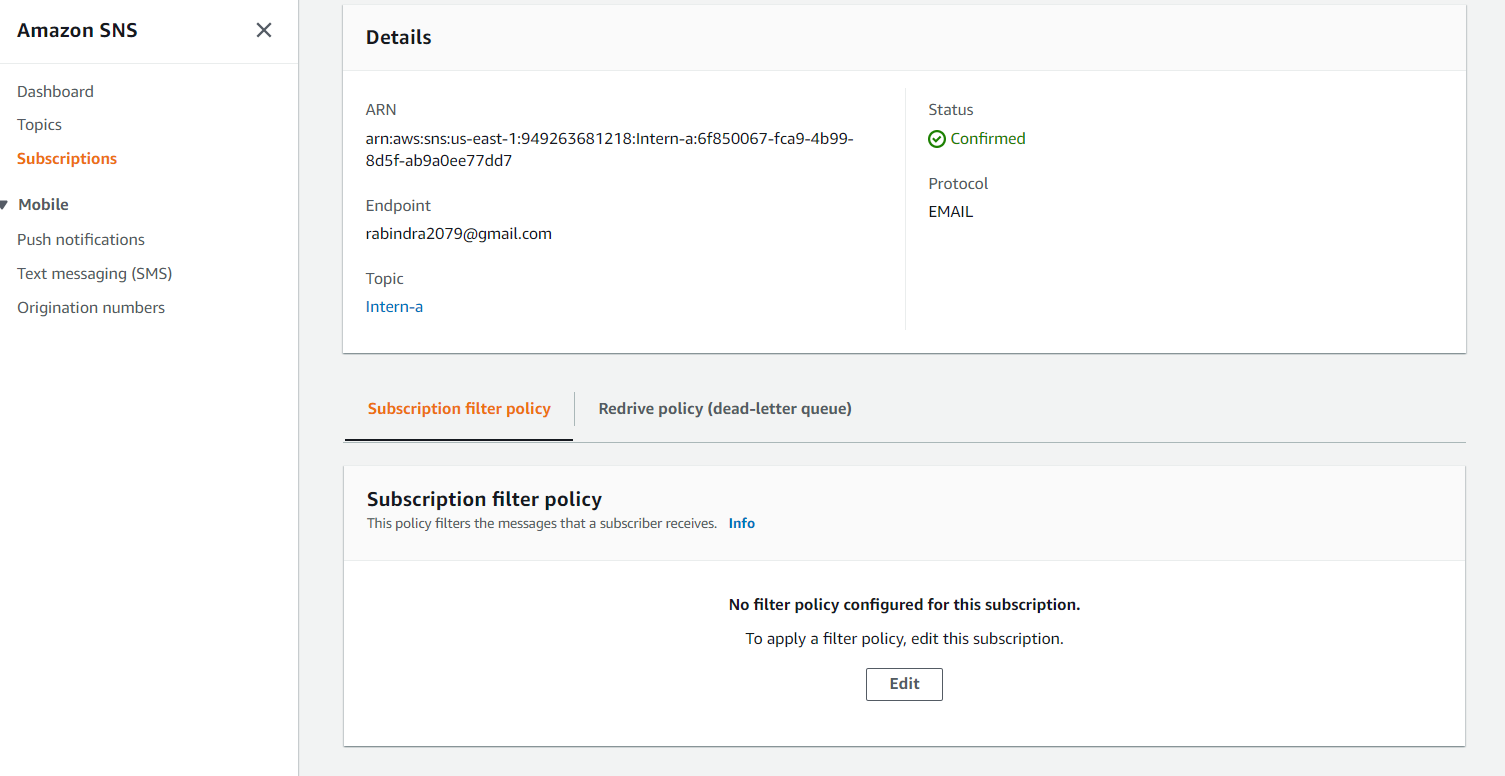 Amazon SNS
Dashboard
Topics
Subscriptions
Mobile
Push notifications
Text messaging (SMS)
Origination numbers
Details
ARN
arn:aws:sns:us-east-1:949263681218:Intern-a:6f850067-fca9-4b99-
8d5f-ab9a0ee77dd7
Endpoint
rabindra2079@gmail.com
Topic
Intern-a
Status
Confirmed
Protocol
EMAIL
Subscription filter policy
Redrive policy (dead-letter queue)
Subscription filter policy
This policy filters the messages that a subscriber receives. Info
No filter policy configured for this subscription.
To apply a filter policy, edit this subscription.
Edit